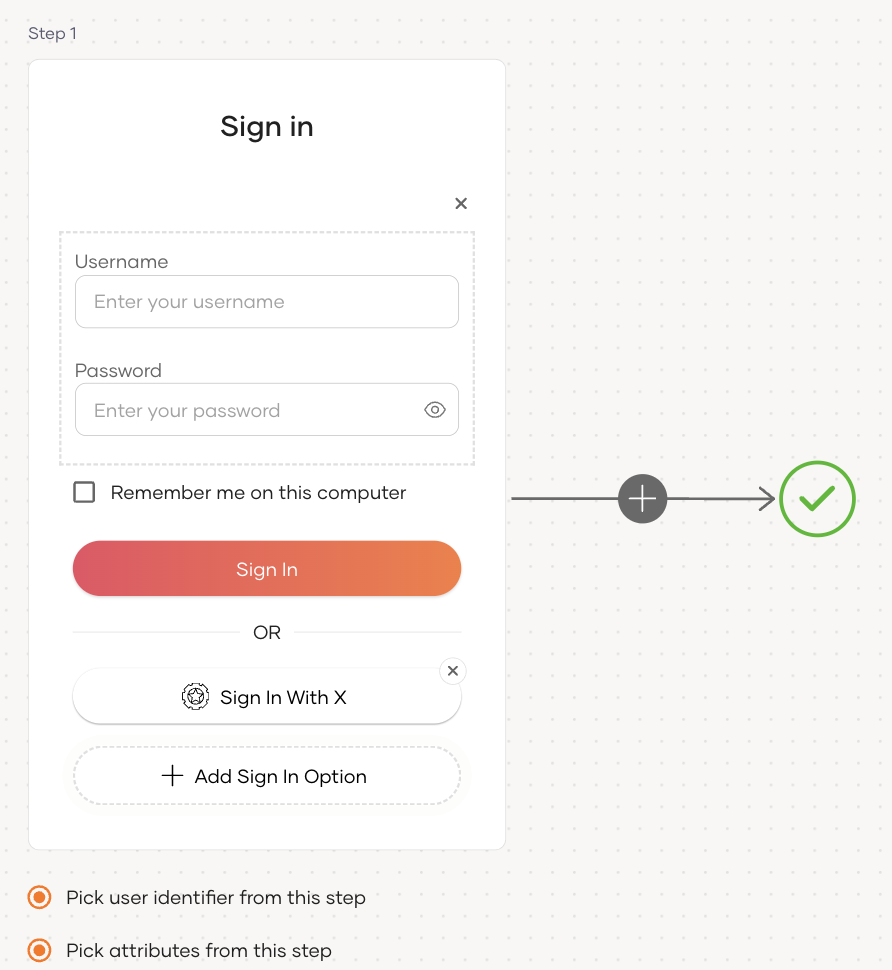 Step 1
Sign in
Username
Enter your username
Password
Enter your password
Remember me on this computer
Sign In
OR
Sign In With X
Add Sign In Option
Pick user identifier from this step
Pick attributes from this step